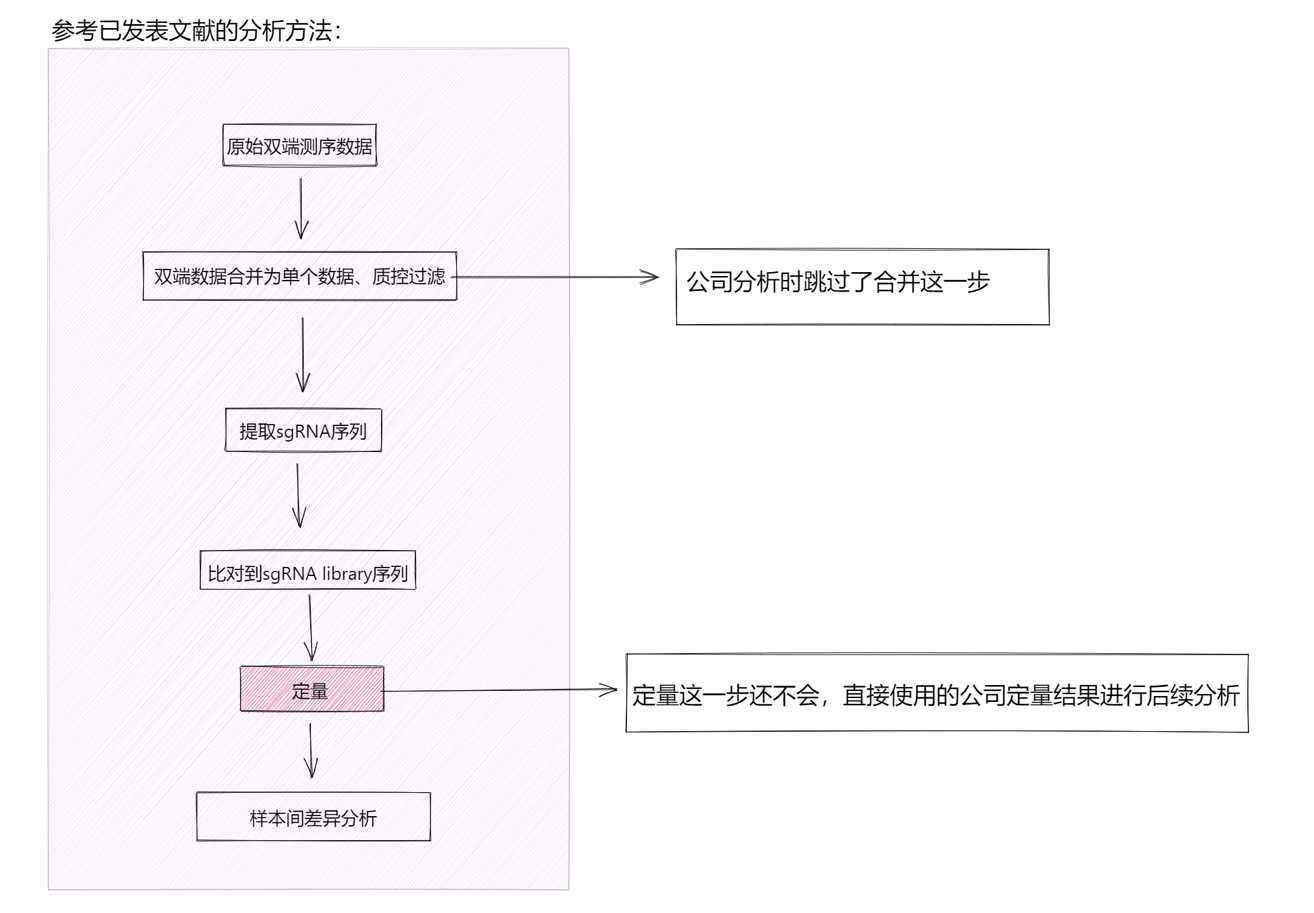 参考已发表文献的分析方法：
原始双端测序数据
双端数据合并为单个数据、质控过滤
公司分析时跳过了合并这一步
提取sgRNA序列
比对到sgRNA library序列
定量
定量这一步还不会，直接使用的公司定量结果进行后续分析
样本间差异分析